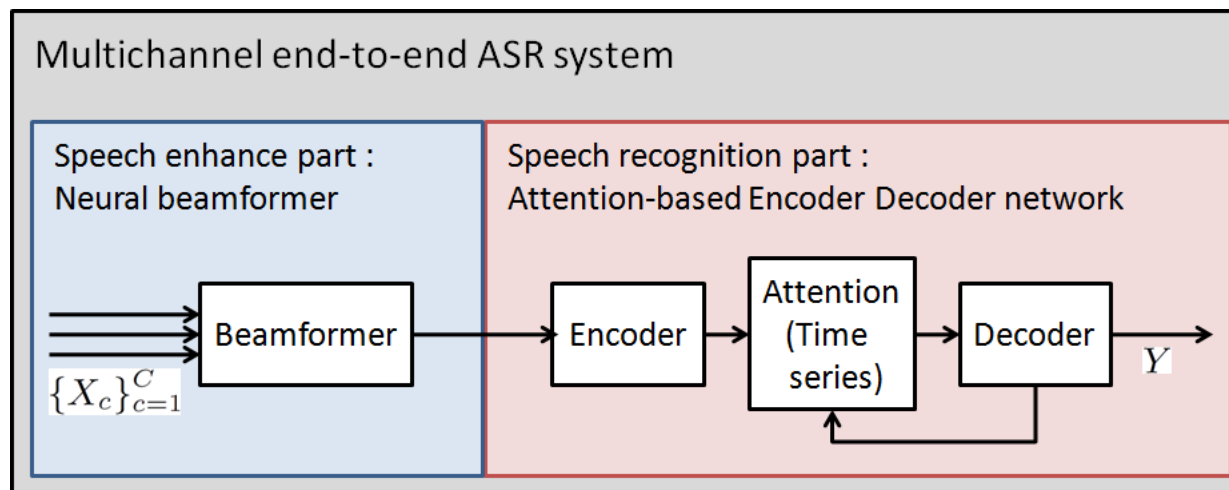 Multichannel end-to-end ASR system
Speech enhance part :
Neural beamformer
Speech recognition part :
Attention-based Encoder Decoder network
Beamformer
Encoder
Attention
(Time
series)
Decoder
{X_c}_{c=1}^C
Y